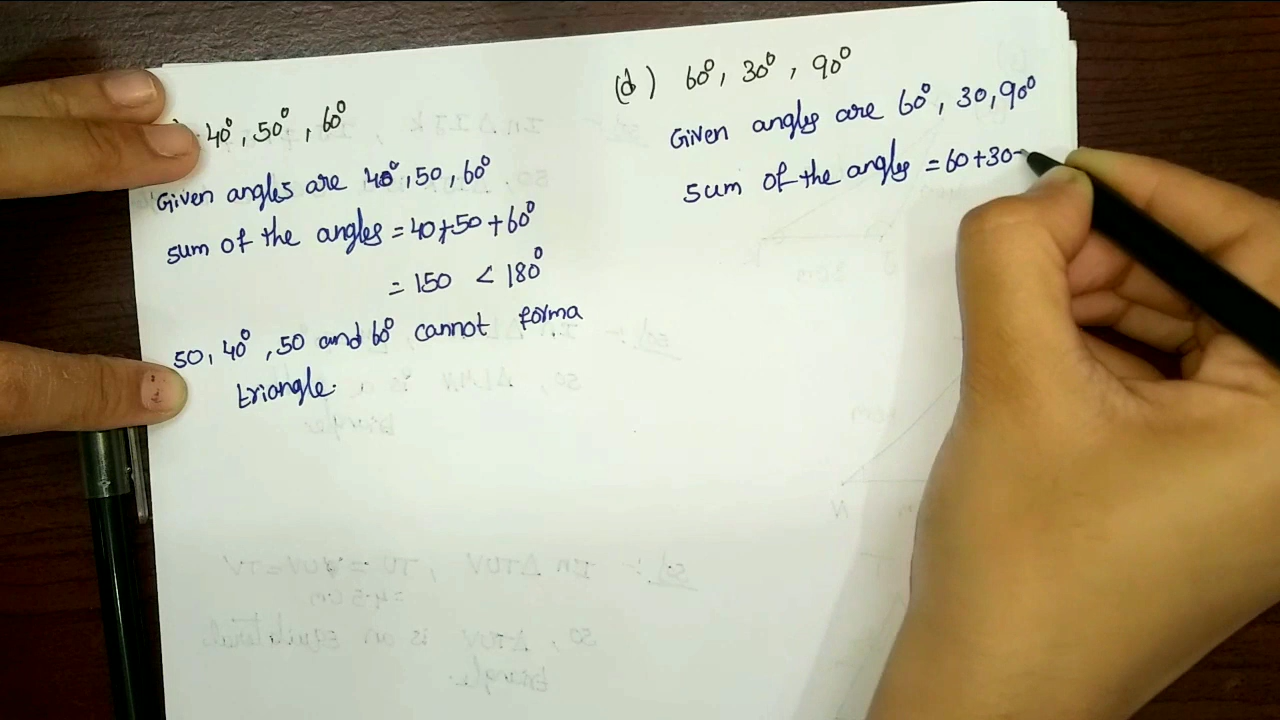 40°, 50°, 60°
Given angles are 40°, 50, 60°
sum of the angles = 40+50+60°
= 150 < 180°
50, 40°, 50 and 60° cannot form a
triangle.
(d) 60°, 30°, 90°
Given angles are 60°, 30, 90°
sum of the angles = 60+30